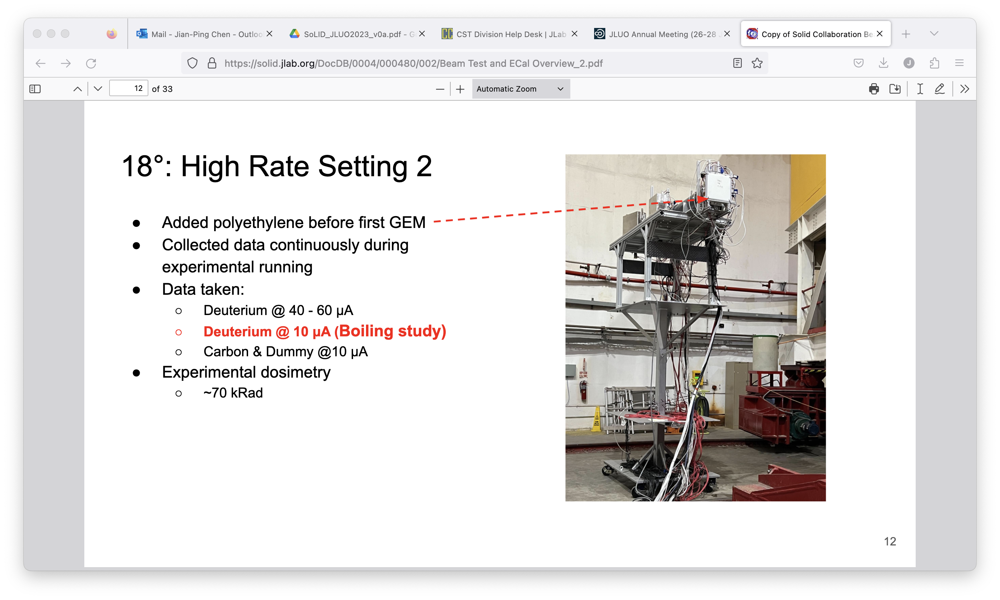 Mail - Jian-Ping Chen - Outloo
SoLID_JLUO2023_v0a.pdf - G
CST Division Help Desk | JLab
JLUO Annual Meeting (26-28 J
Copy of Solid Collaboration Be
https://solid.jlab.org/DocDB/0004/000480/002/Beam Test and ECal Overview_2.pdf
J
12 of 33
Automatic Zoom
18°: High Rate Setting 2
● Added polyethylene before first GEM
● Collected data continuously during
experimental running
● Data taken:
○ Deuterium @ 40 - 60 µA
○ Deuterium @ 10 µA (Boiling study)
○ Carbon & Dummy @10 µA
● Experimental dosimetry
○ ~70 kRad
12